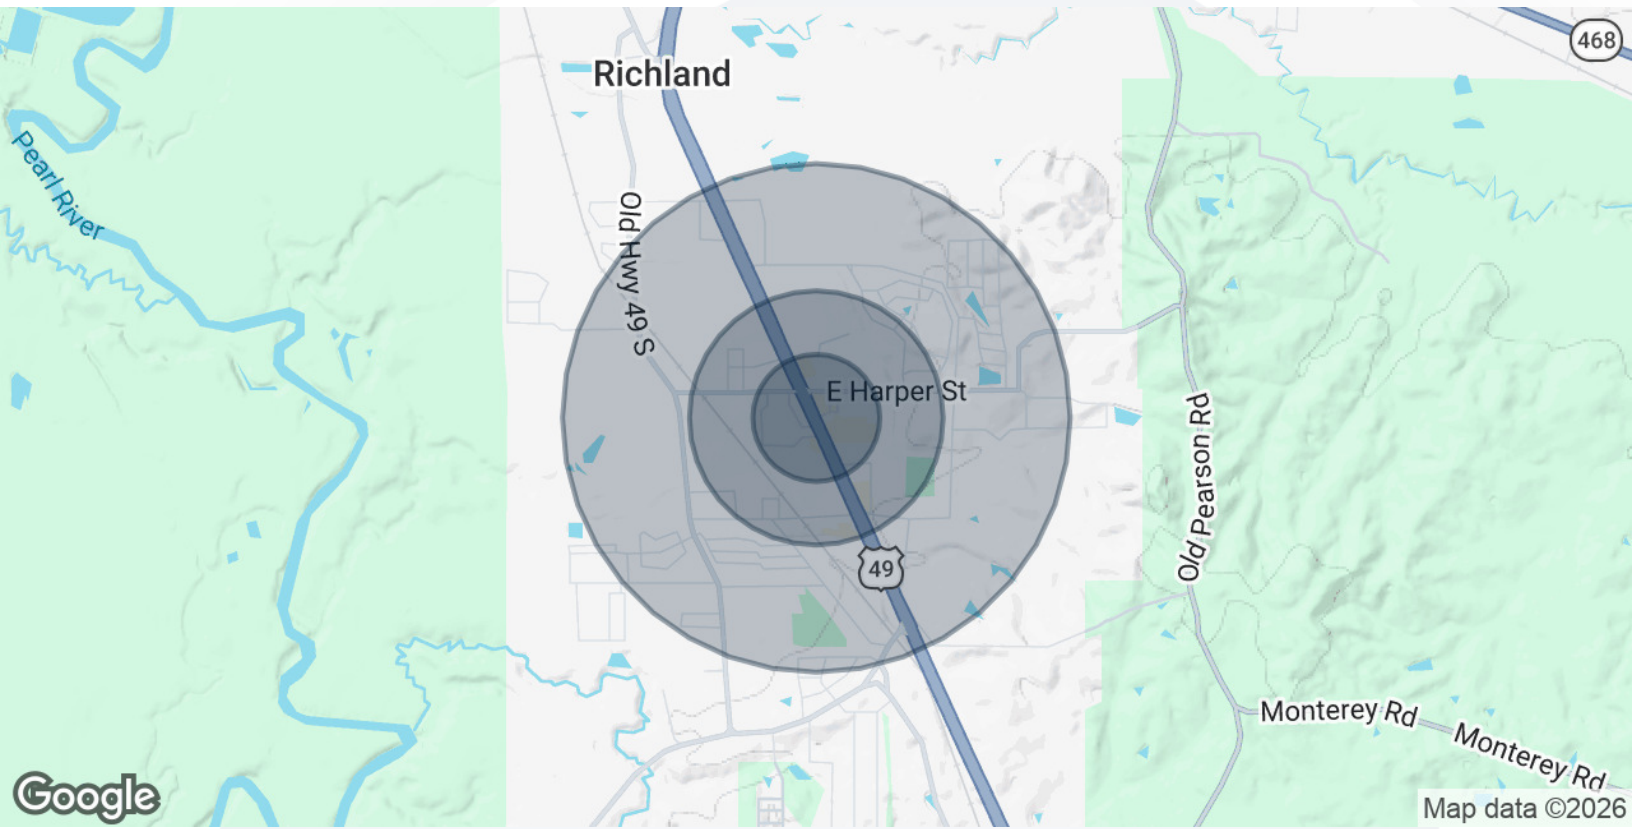 468
Richland
Pearl River
Old Hwy 49 S
E Harper St
Old Pearson Rd
49
Monterey Rd
Monterey Rd
Google
Map data ©2026